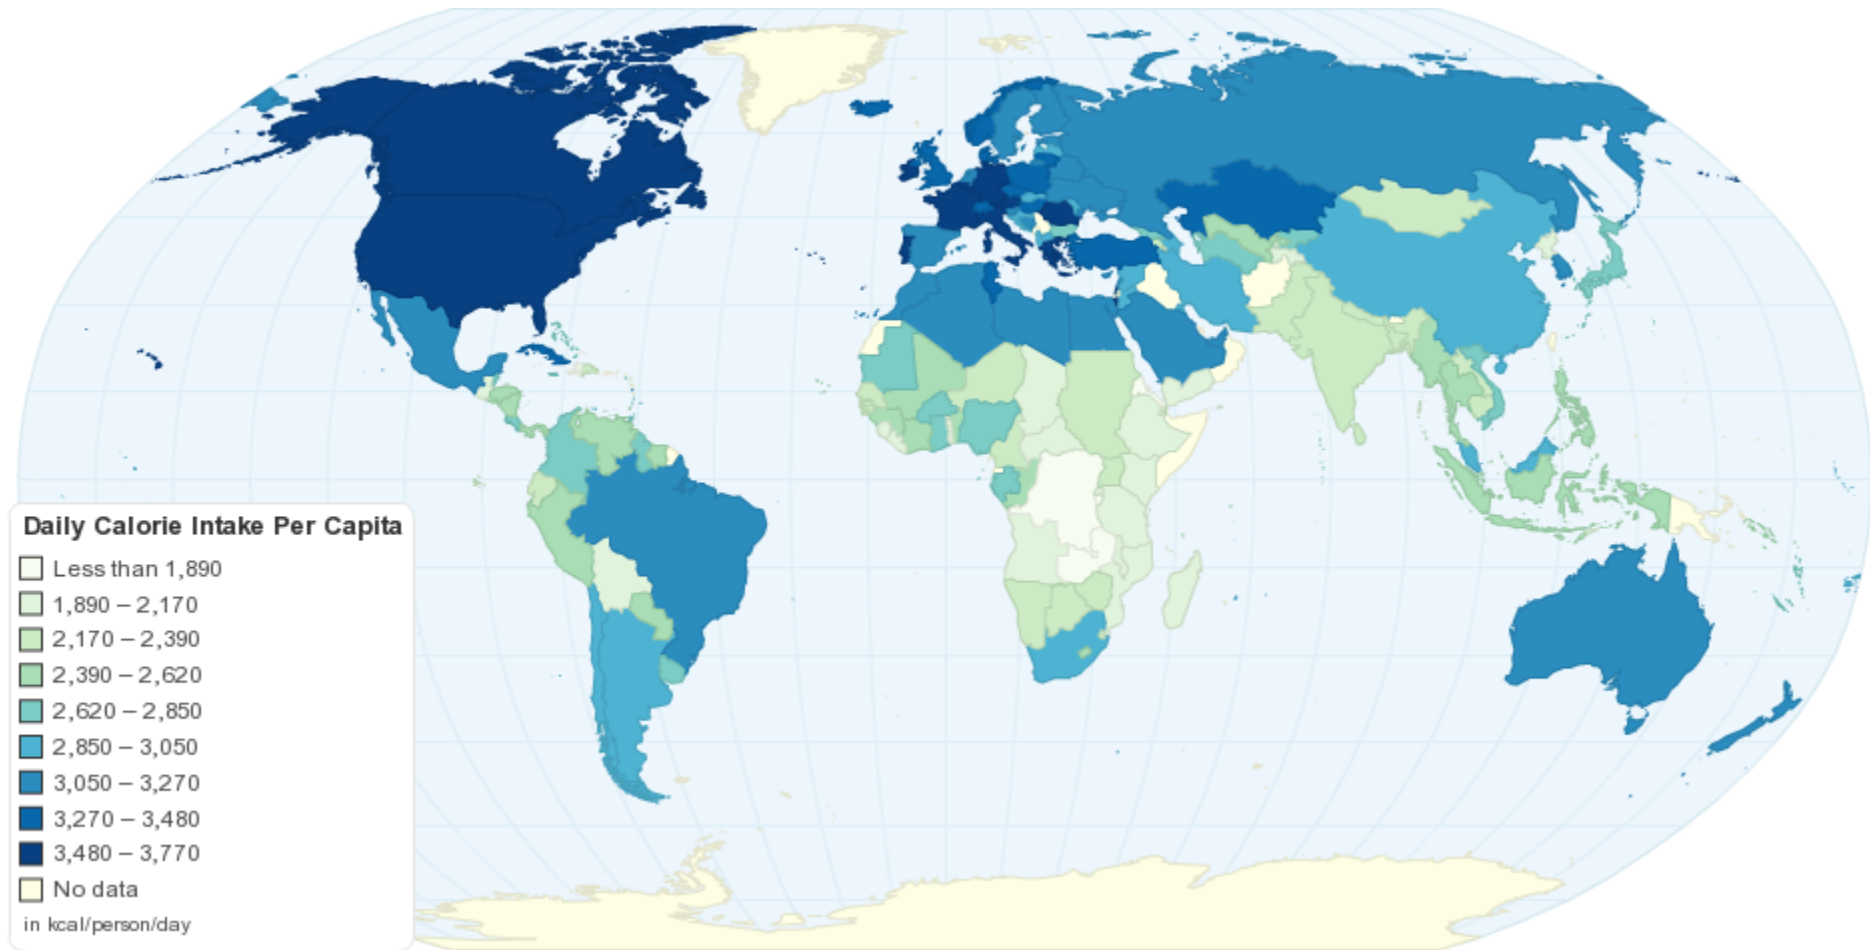 Daily Calorie Intake Per Capita
Less than 1,890
1,890 – 2,170
2,170 – 2,390
2,390 – 2,620
2,620 – 2,850
2,850 – 3,050
3,050 – 3,270
3,270 – 3,480
3,480 – 3,770
No data
in kcal/person/day